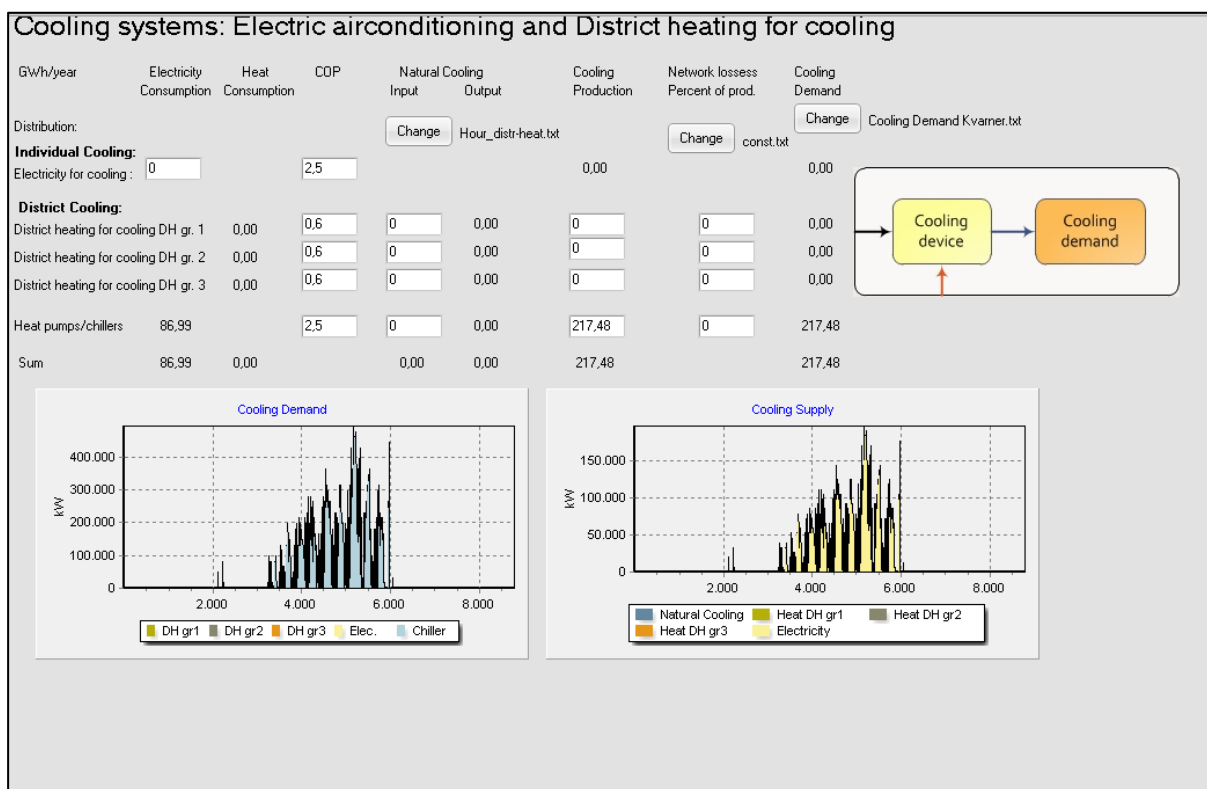 Cooling systems: Electric airconditioning and District heating for cooling
GWh/year Electricity Heat COP Natural Cooling Cooling Network lossess Cooling
Consumption Consumption Input Output Production Percent of prod. Demand
Distribution: Change Hour_distr-heat.txt Change const.txt Change Cooling Demand Kvarner.txt
Individual Cooling:
Electricity for cooling : 0 2,5 0,00 0,00
District Cooling:
District heating for cooling DH gr. 1 0,00 0,6 0 0,00 0 0 0,00
District heating for cooling DH gr. 2 0,00 0,6 0 0,00 0 0 0,00
District heating for cooling DH gr. 3 0,00 0,6 0 0,00 0 0 0,00
Heat pumps/chillers 86,99 2,5 0 0,00 217,48 0 217,48
Sum 86,99 0,00 0,00 0,00 217,48 217,48
Cooling
device
Cooling
demand
Cooling Demand
kW
400.000
300.000
200.000
100.000
0
2.000 4.000 6.000 8.000
DH gr1 DH gr2 DH gr3 Elec. Chiller
Cooling Supply
kW
150.000
100.000
50.000
0
2.000 4.000 6.000 8.000
Natural Cooling Heat DH gr1 Heat DH gr2
Heat DH gr3 Electricity